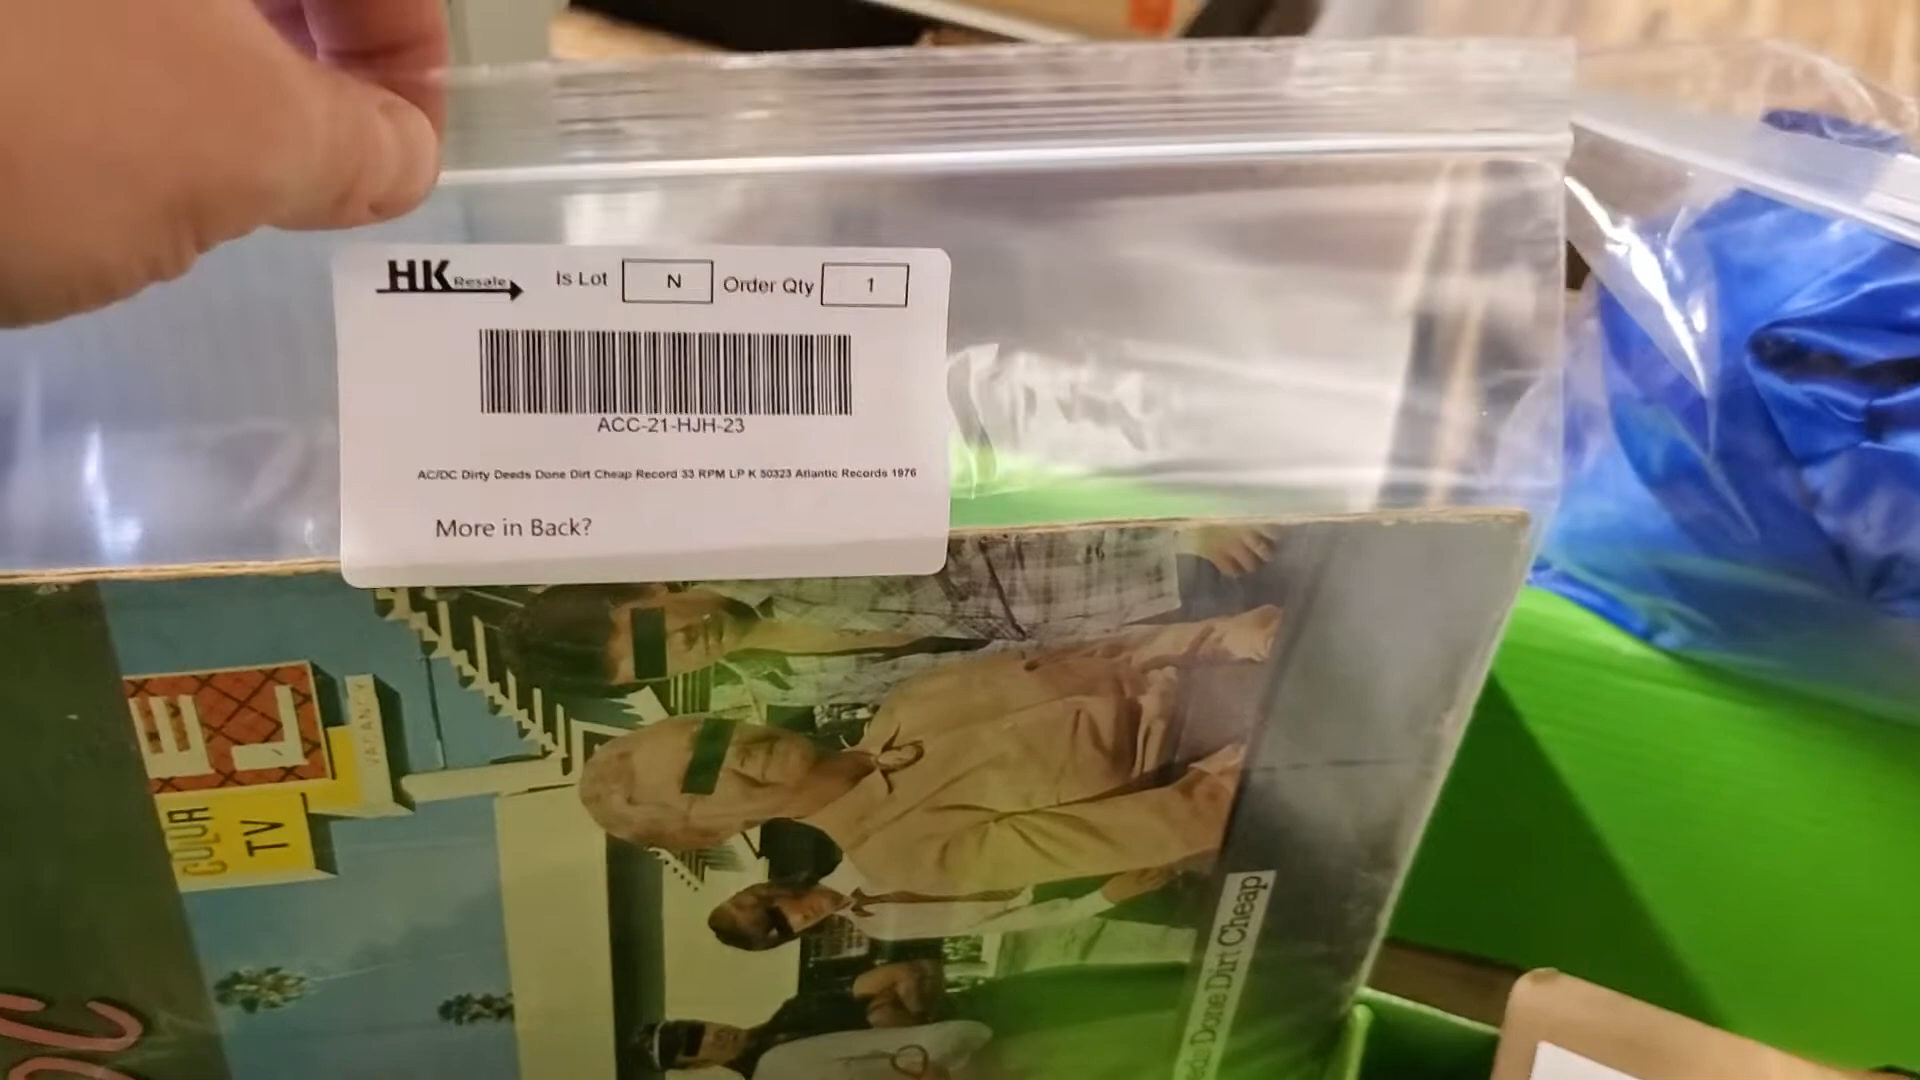 HK Resale Is Lot N Order Qty 1
ACC-21-HJH-23
AC/DC Dirty Deeds Done Dirt Cheap Record 33 RPM LP K 50323 Atlantic Records 1976
More in Back?
E L
VACANCY
COLOR
TV
Done Dirt Cheap